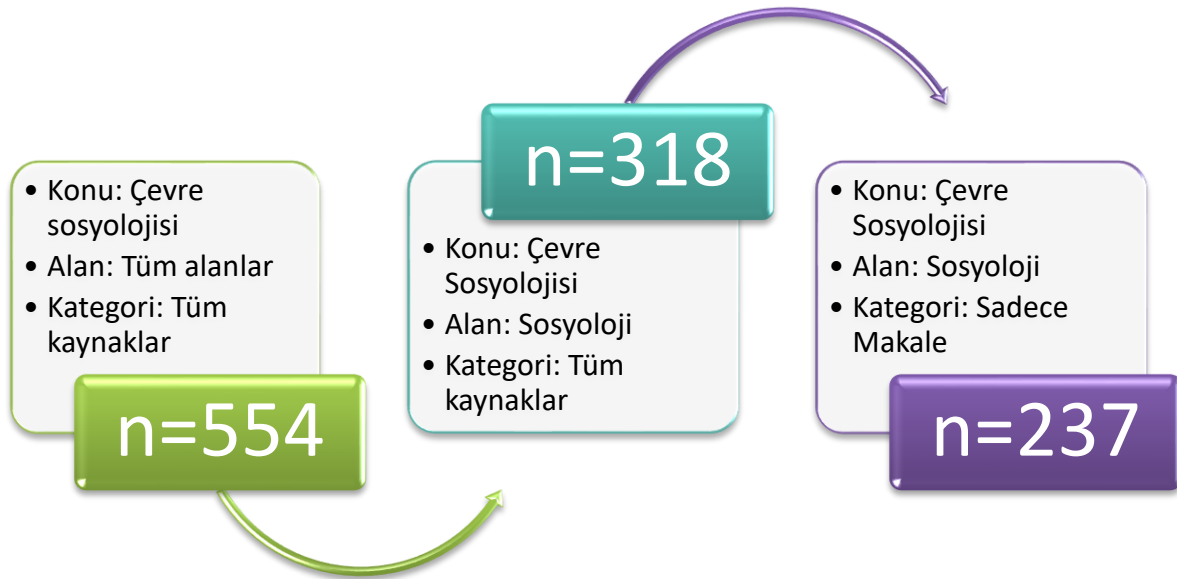 • Konu: Çevre
sosyolojisi
• Alan: Tüm alanlar
• Kategori: Tüm
kaynaklar
n=554
n=318
• Konu: Çevre
Sosyolojisi
• Alan: Sosyoloji
• Kategori: Tüm
kaynaklar
• Konu: Çevre
Sosyolojisi
• Alan: Sosyoloji
• Kategori: Sadece
Makale
n=237